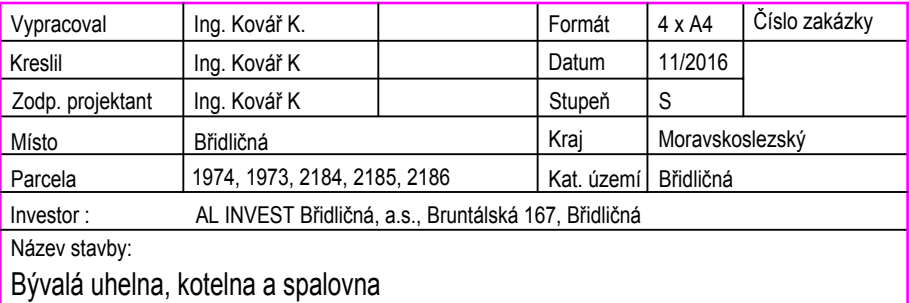 Vypracoval Ing. Kovář K. Formát 4 x A4 Číslo zakázky
Kreslil Ing. Kovář K Datum 11/2016
Zodp. projektant Ing. Kovář K Stupeň S
Místo Břidličná Kraj Moravskoslezský
Parcela 1974, 1973, 2184, 2185, 2186 Kat. území Břidličná
Investor : AL INVEST Břidličná, a.s., Bruntálská 167, Břidličná
Název stavby:
Bývalá uhelna, kotelna a spalovna